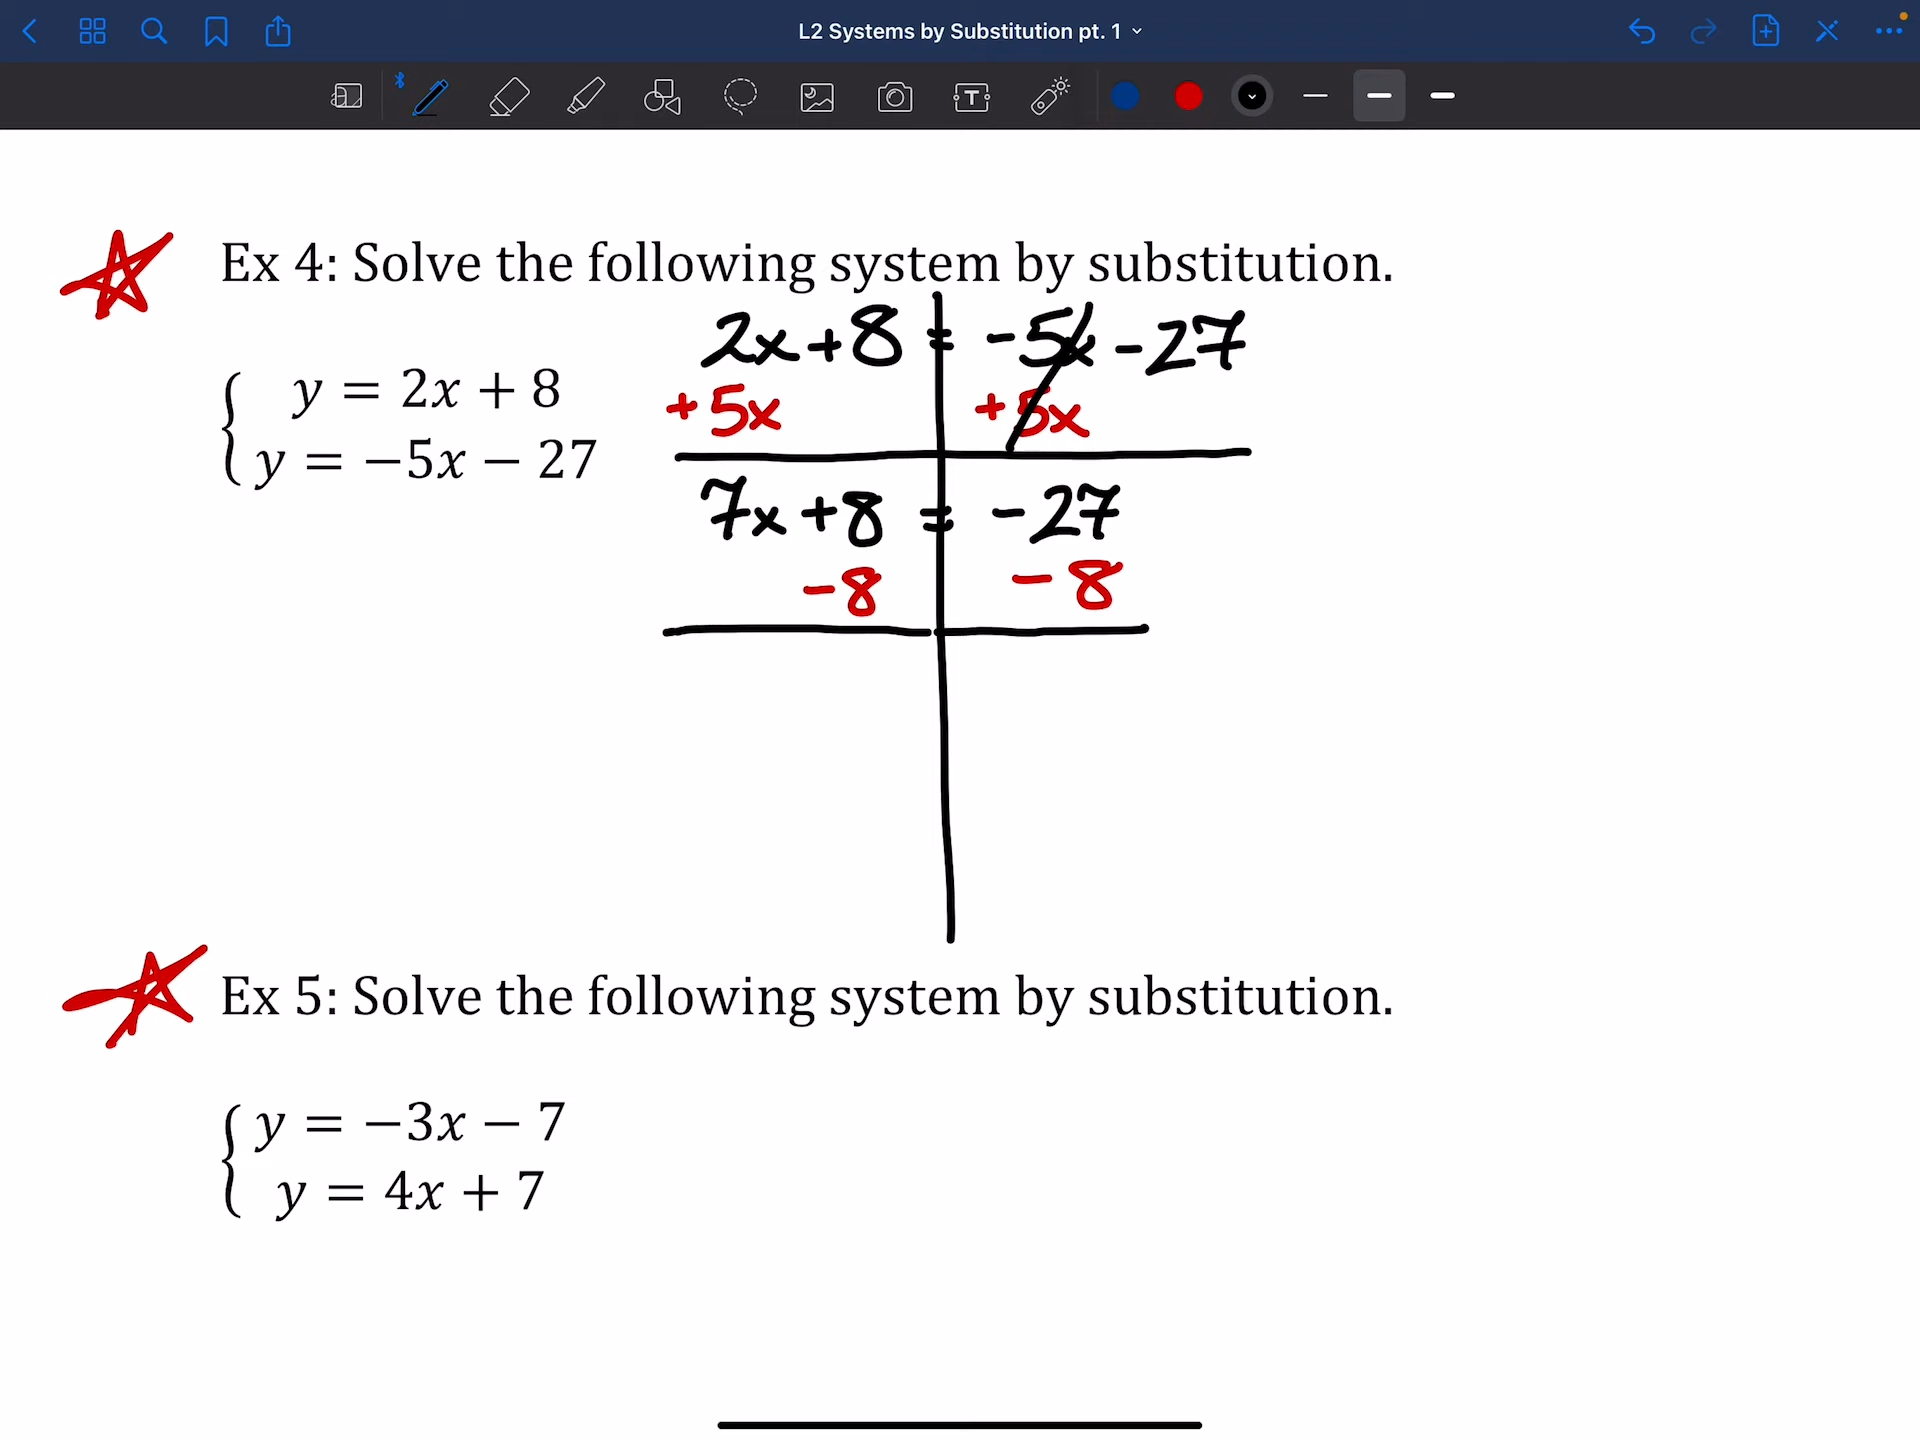 L2 Systems by Substitution pt. 1
Ex 4: Solve the following system by substitution.
2x+8 = -5x -27
y = 2x + 8
+5x +5x
y = −5x − 27
7x +8 = -27
-8 -8
Ex 5: Solve the following system by substitution.
y = −3x − 7
y = 4x + 7